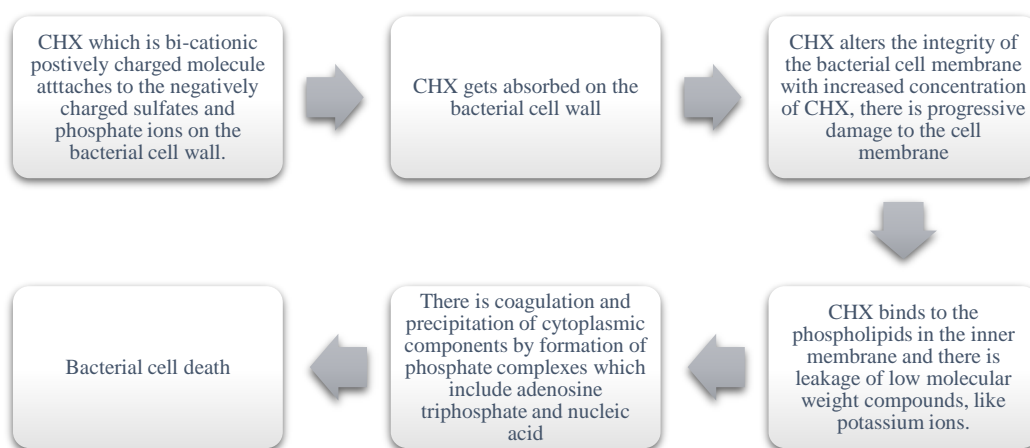 CHX which is bi-cationic
postively charged molecule
atttaches to the negatively
charged sulfates and
phosphate ions on the
bacterial cell wall.
CHX gets absorbed on the
bacterial cell wall
CHX alters the integrity of
the bacterial cell membrane
with increased concentration
of CHX, there is progressive
damage to the cell
membrane
CHX binds to the
phospholipids in the inner
membrane and there is
leakage of low molecular
weight compounds, like
potassium ions.
There is coagulation and
precipitation of cytoplasmic
components by formation of
phosphate complexes which
include adenosine
triphosphate and nucleic
acid
Bacterial cell death